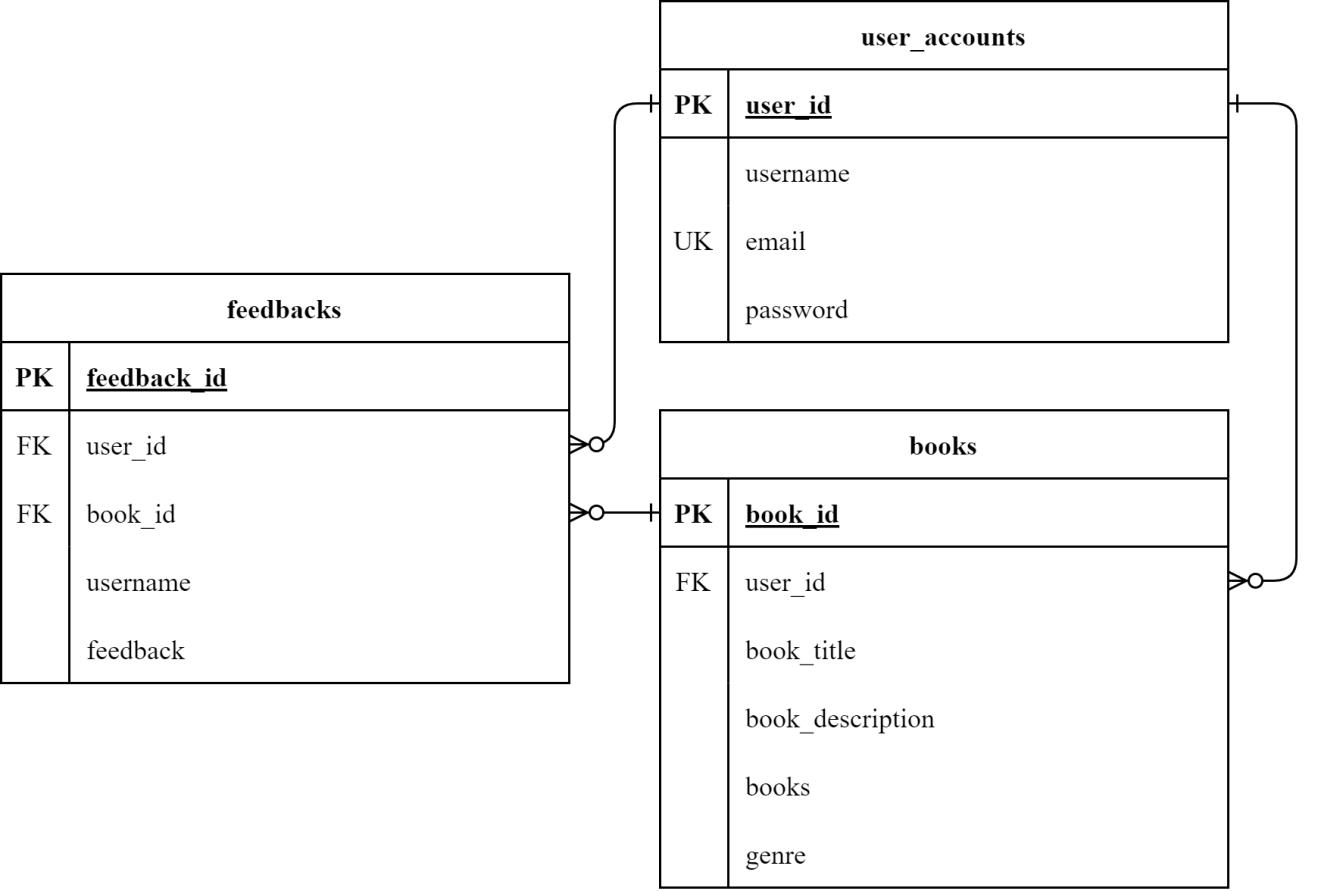 user_accounts
PK user_id
username
UK email
password
feedbacks
PK feedback_id
FK user_id
FK book_id
username
feedback
books
PK book_id
FK user_id
book_title
book_description
books
genre